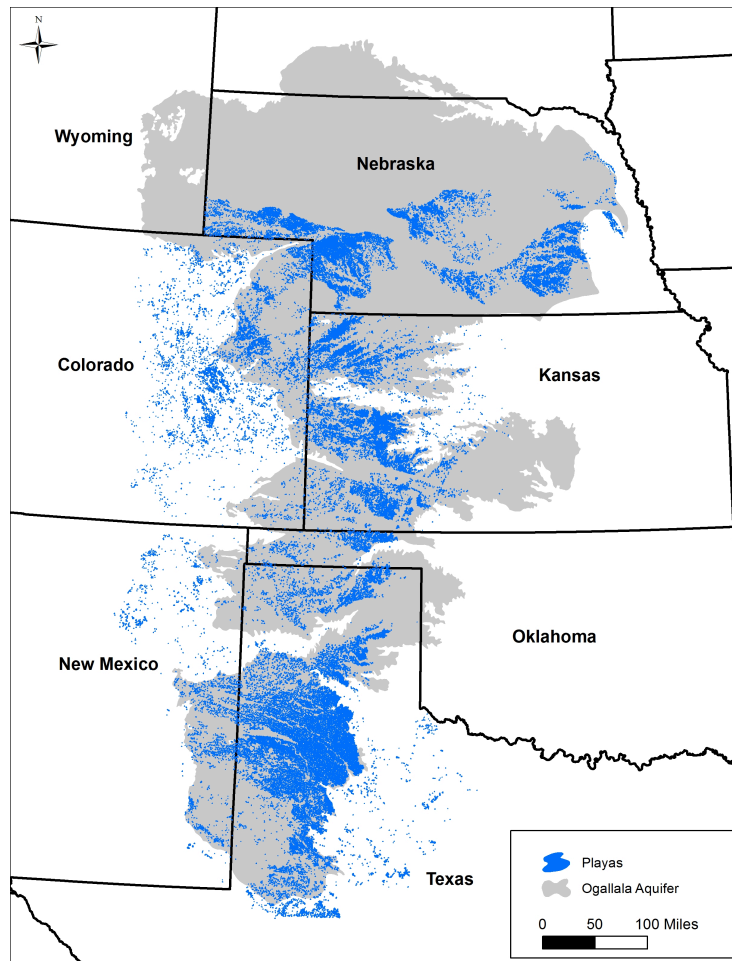 N
Wyoming
Nebraska
Colorado
Kansas
Oklahoma
New Mexico
Texas
Playas
Ogallala Aquifer
0 50 100 Miles